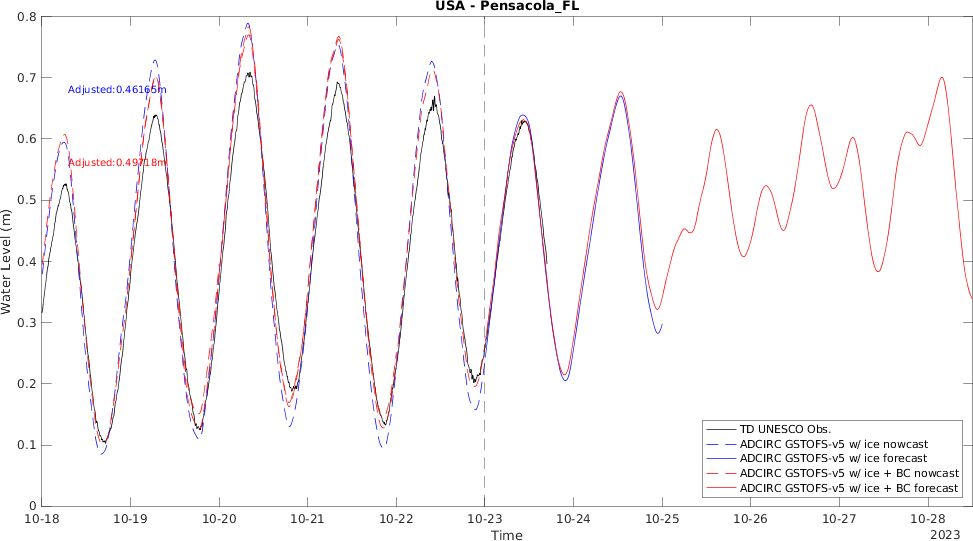 USA - Pensacola_FL
0.8
0.7
0.6
0.5
0.4
0.3
0.2
0.1
0
Water Level (m)
Adjusted:0.46165m
Adjusted:0.49718m
TD UNESCO Obs.
ADCIRC GSTOFS-v5 w/ ice nowcast
ADCIRC GSTOFS-v5 w/ ice forecast
ADCIRC GSTOFS-v5 w/ ice + BC nowcast
ADCIRC GSTOFS-v5 w/ ice + BC forecast
10-18 10-19 10-20 10-21 10-22 10-23 10-24 10-25 10-26 10-27 10-28
2023
Time